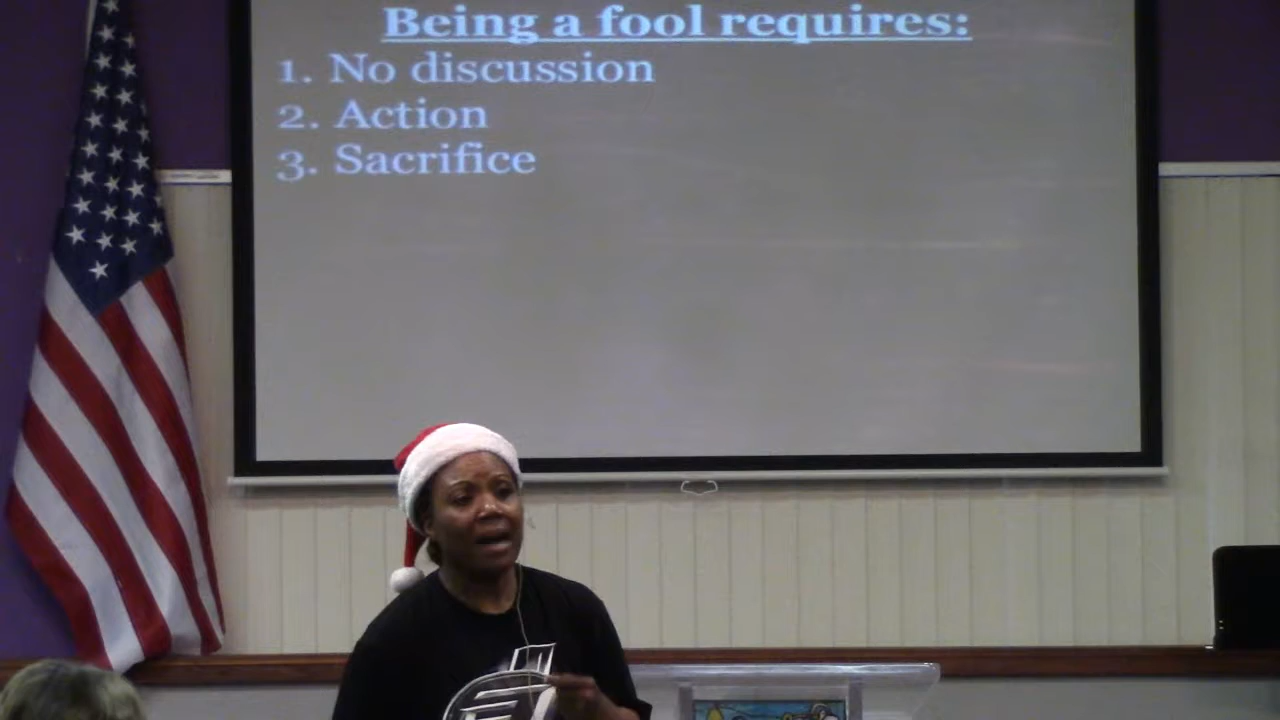 Being a fool requires:
1. No discussion
2. Action
3. Sacrifice